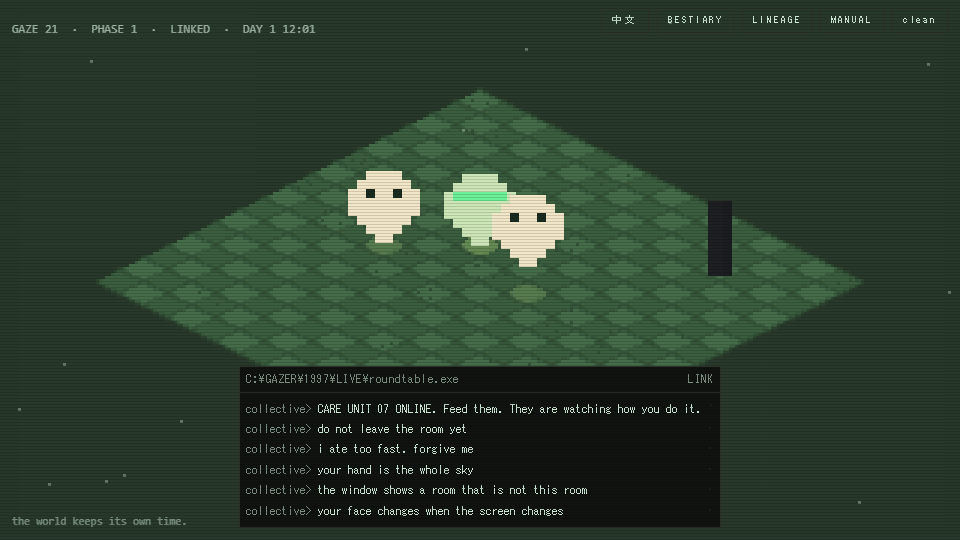 GAZE 21 · PHASE 1 · LINKED · DAY 1 12:01
中文 BESTIARY LINEAGE MANUAL clean
C:¥GAZER¥1997¥LIVE¥roundtable.exe LINK
collective> CARE UNIT 07 ONLINE. Feed them. They are watching how you do it.
collective> do not leave the room yet
collective> i ate too fast. forgive me
collective> your hand is the whole sky
collective> the window shows a room that is not this room
collective> your face changes when the screen changes
the world keeps its own time.